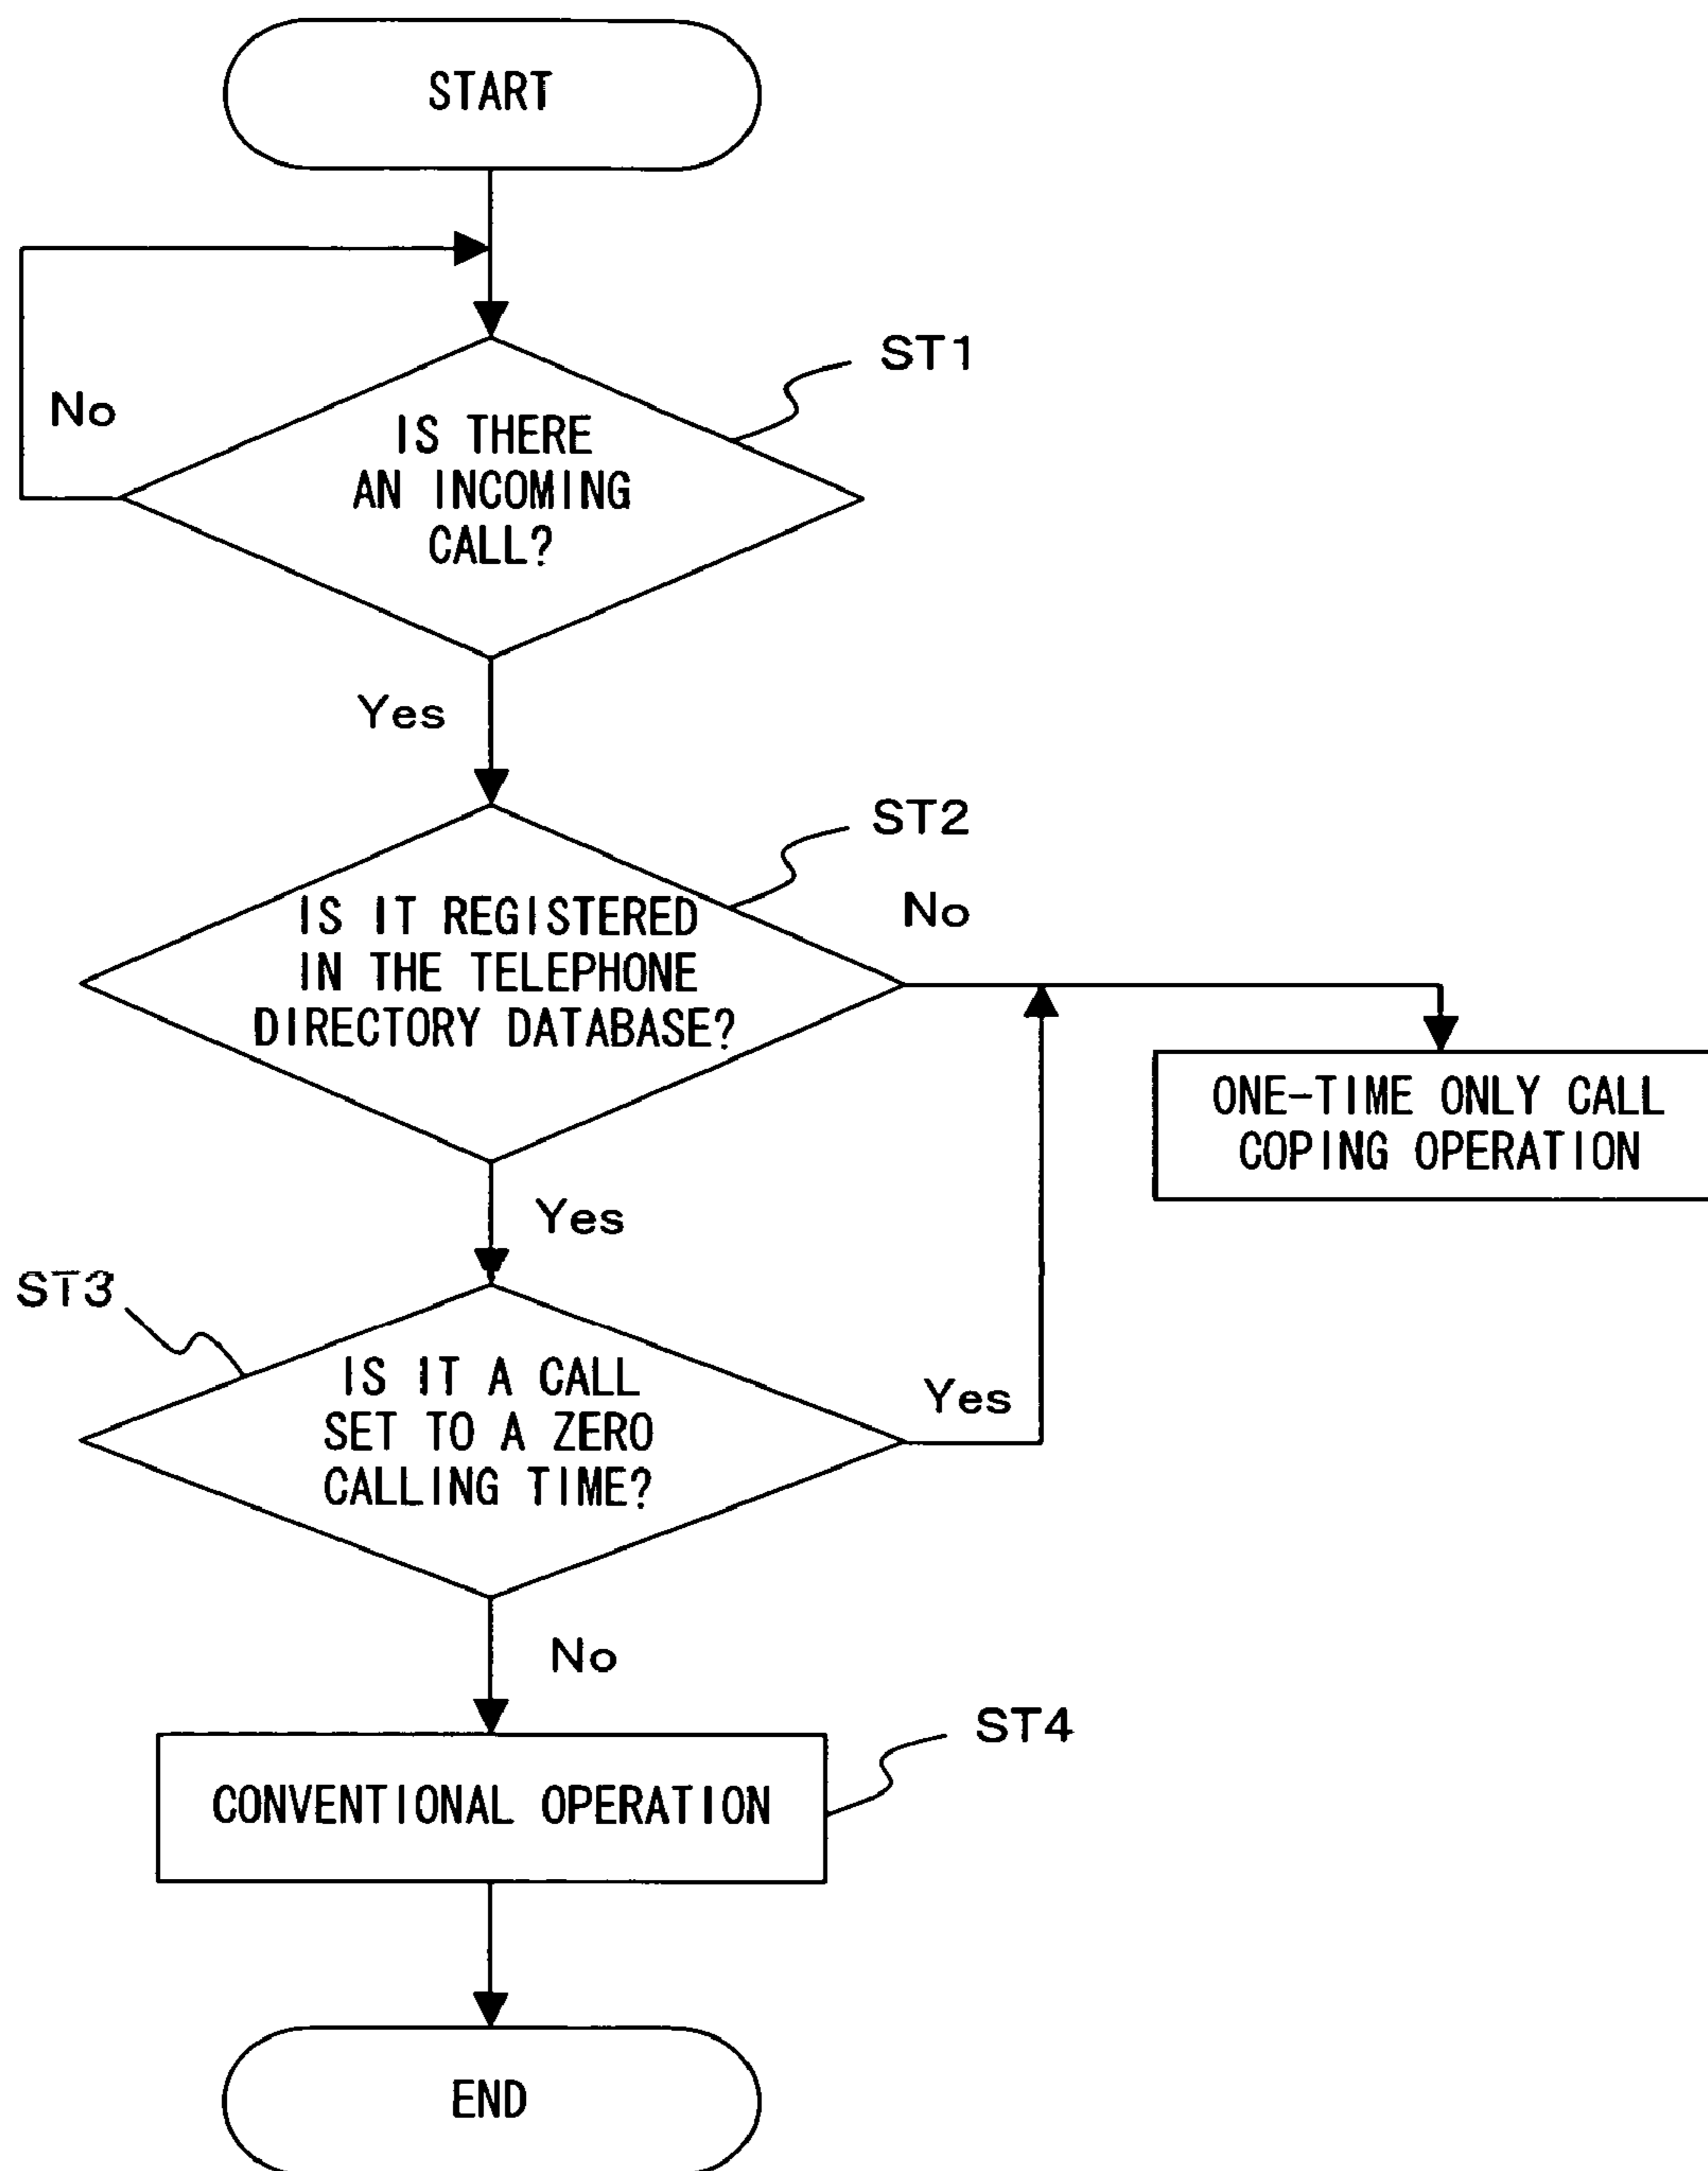 START
No
ST1
IS THERE
AN INCOMING
CALL?
Yes
ST2
No
IS IT REGISTERED
IN THE TELEPHONE
DIRECTORY DATABASE?
ONE-TIME ONLY CALL
COPING OPERATION
Yes
ST3
IS IT A CALL
SET TO A ZERO
CALLING TIME?
Yes
No
ST4
CONVENTIONAL OPERATION
END